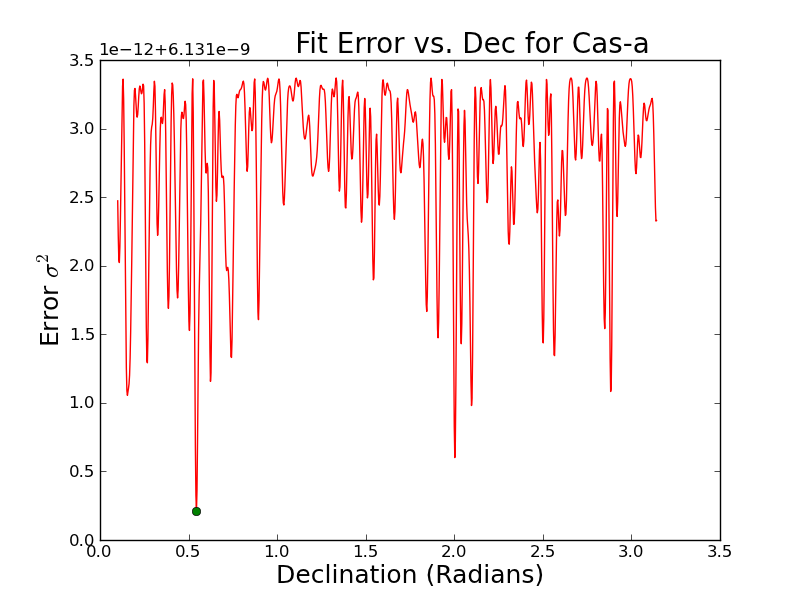 Fit Error vs. Dec for Cas-a
1e−12+6.131e−9
3.5
3.0
2.5
2.0
1.5
1.0
0.5
0.0
Error σ²
0.0 0.5 1.0 1.5 2.0 2.5 3.0 3.5
Declination (Radians)